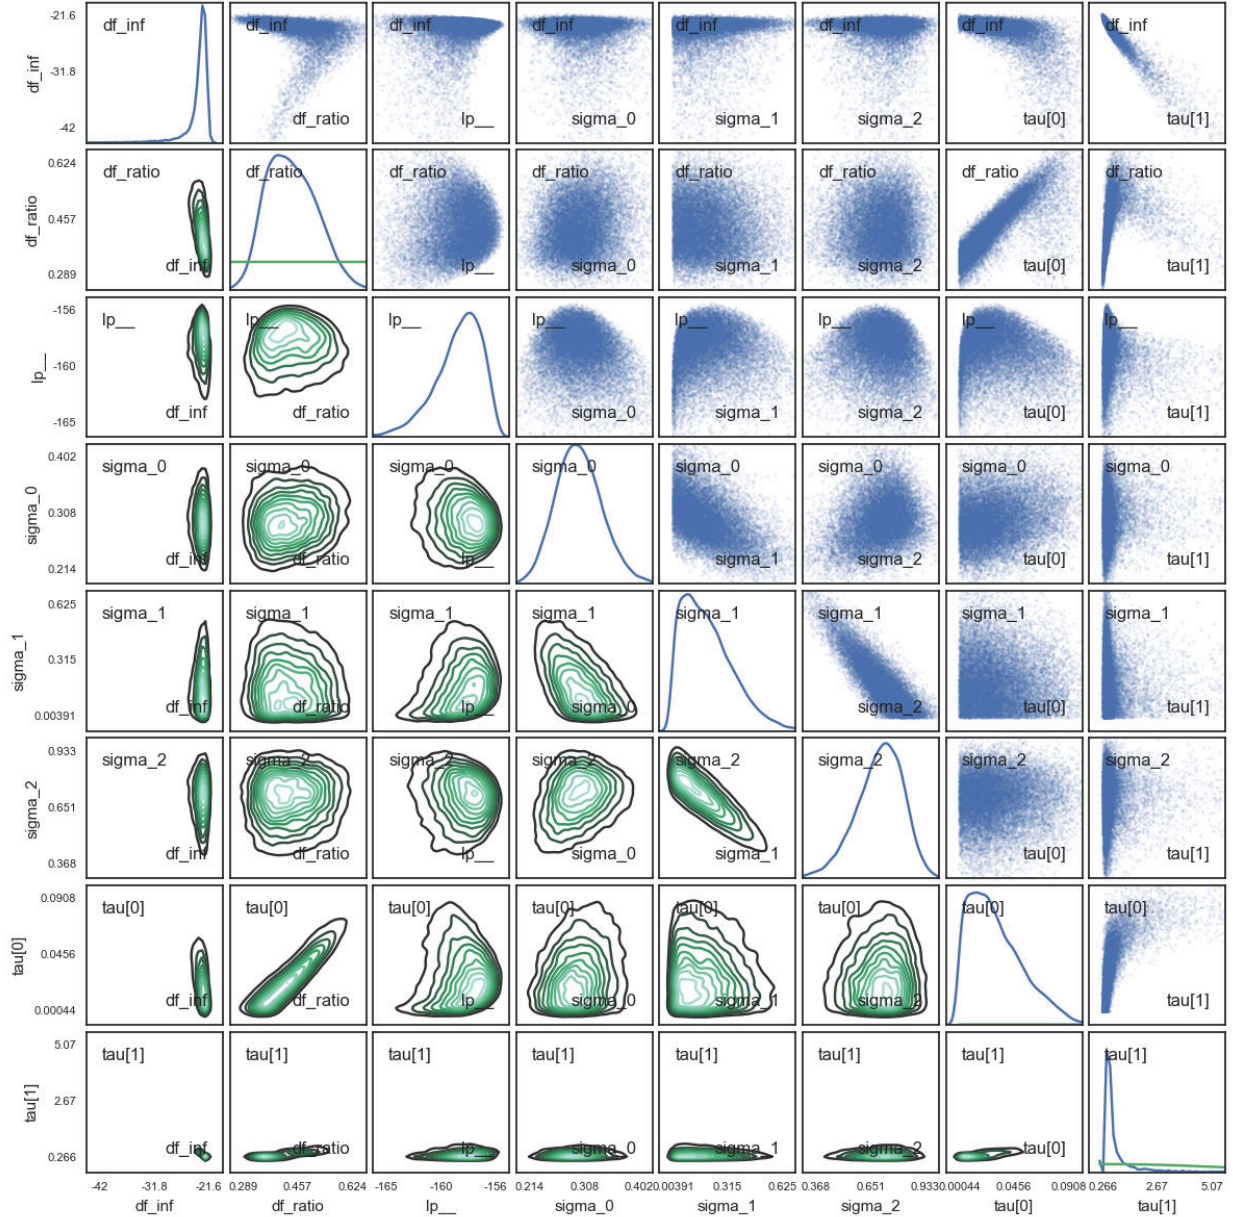 -21.6
df_inf df_inf df_inf df_inf df_inf df_inf df_inf df_inf
df_inf
-31.8
df_ratio lp__ sigma_0 sigma_1 sigma_2 tau[0] tau[1]
-42
0.624
df_ratio df_ratio df_ratio df_ratio df_ratio df_ratio df_ratio df_ratio
df_ratio
0.457
df_inf lp__ sigma_0 sigma_1 sigma_2 tau[0] tau[1]
0.289
-156
lp__ lp__ lp__ lp__ lp__ lp__ lp__ lp__
lp__
-160
df_inf df_ratio sigma_0 sigma_1 sigma_2 tau[0] tau[1]
-165
0.402
sigma_0 sigma_0 sigma_0 sigma_0 sigma_0 sigma_0 sigma_0 sigma_0
sigma_0
0.308
df_inf df_ratio lp__ sigma_1 sigma_2 tau[0] tau[1]
0.214
0.625
sigma_1 sigma_1 sigma_1 sigma_1 sigma_1 sigma_1 sigma_1 sigma_1
sigma_1
0.315
df_inf df_ratio lp__ sigma_0 sigma_2 tau[0] tau[1]
0.00391
0.933
sigma_2 sigma_2 sigma_2 sigma_2 sigma_2 sigma_2 sigma_2 sigma_2
sigma_2
0.651
df_inf df_ratio lp__ sigma_0 sigma_1 tau[0] tau[1]
0.368
0.0908
tau[0] tau[0] tau[0] tau[0] tau[0] tau[0] tau[0] tau[0]
tau[0]
0.0456
df_inf df_ratio lp__ sigma_0 sigma_1 sigma_2 tau[1]
0.00044
5.07
tau[1] tau[1] tau[1] tau[1] tau[1] tau[1] tau[1] tau[1]
tau[1]
2.67
df_inf df_ratio lp__ sigma_0 sigma_1 sigma_2 tau[0]
0.266
-42 -31.8 -21.6 0.289 0.457 0.624 -165 -160 -156 0.214 0.308 0.402 0.00391 0.315 0.625 0.368 0.651 0.933 0.00044 0.0456 0.0908 0.266 2.67 5.07
df_inf df_ratio lp__ sigma_0 sigma_1 sigma_2 tau[0] tau[1]